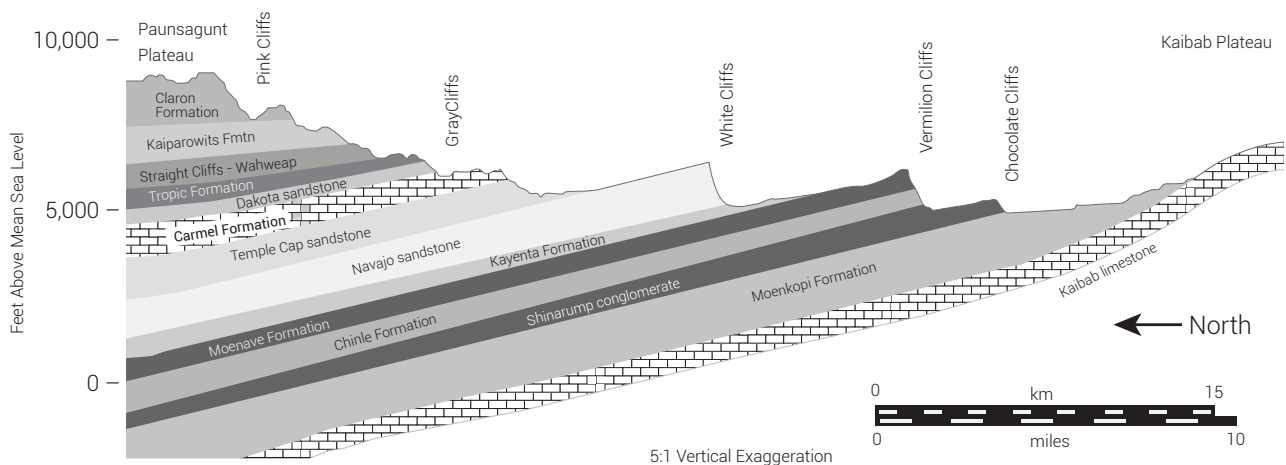 10,000
Paunsagunt
Plateau
Pink Cliffs
GrayCliffs
White Cliffs
Vermilion Cliffs
Chocolate Cliffs
Kaibab Plateau
Claron
Formation
Kaiparowits Fmtn
Straight Cliffs - Wahweap
Tropic Formation
Dakota sandstone
5,000
Carmel Formation
Temple Cap sandstone
Navajo sandstone
Kayenta Formation
Moenave Formation
Chinle Formation
Shinarump conglomerate
Moenkopi Formation
Kaibab limestone
Feet Above Mean Sea Level
0
North
0 km 15
0 miles 10
5:1 Vertical Exaggeration